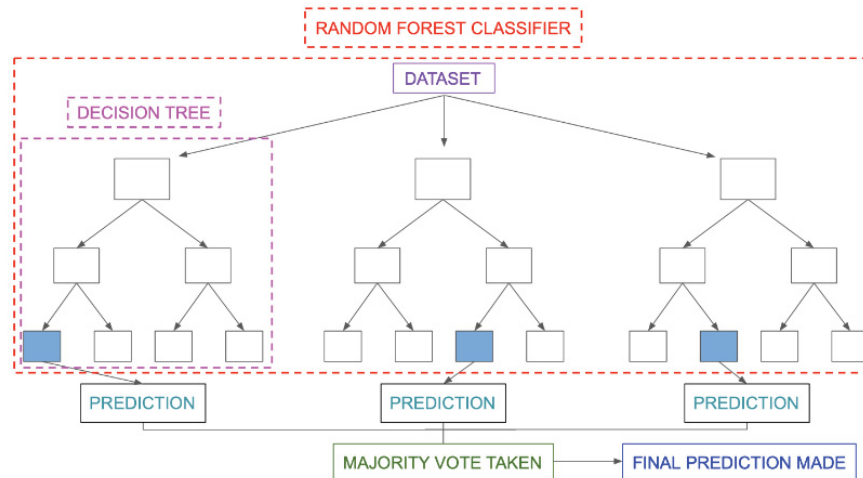 RANDOM FOREST CLASSIFIER
DATASET
DECISION TREE
PREDICTION
PREDICTION
PREDICTION
MAJORITY VOTE TAKEN
FINAL PREDICTION MADE